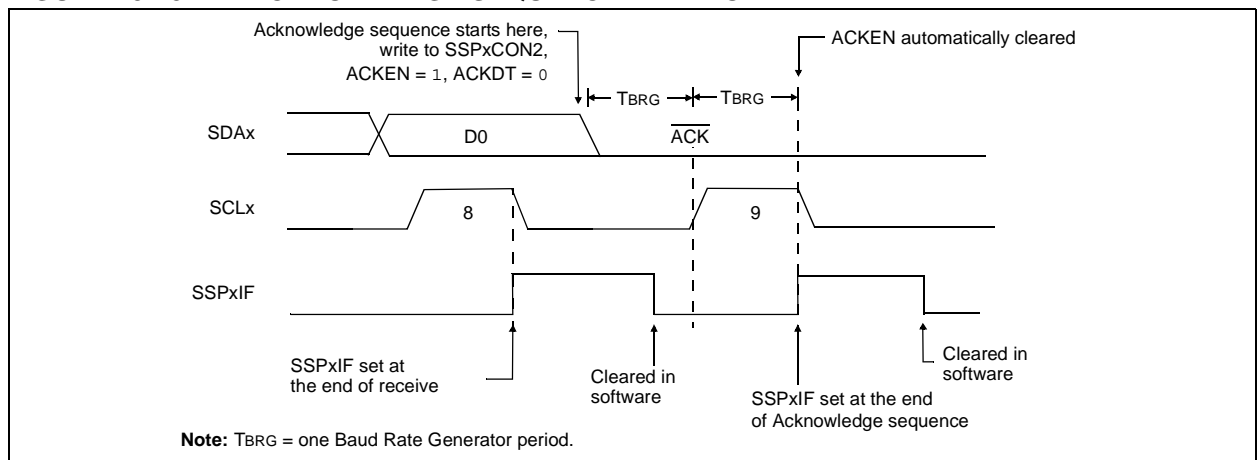 Acknowledge sequence starts here,
write to SSPxCON2,
ACKEN = 1, ACKDT = 0
ACKEN automatically cleared
TBRG
TBRG
SDAx
D0
ACK
SCLx
8
9
SSPxIF
SSPxIF set at
the end of receive
Cleared in
software
SSPxIF set at the end
of Acknowledge sequence
Cleared in
software
Note: TBRG = one Baud Rate Generator period.